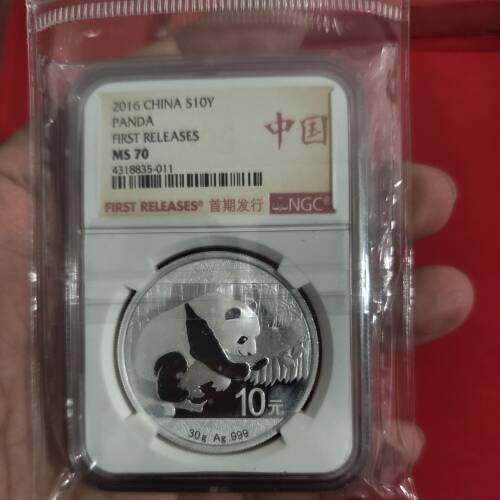 2016 CHINA S10Y
PANDA
FIRST RELEASES
MS 70
4318835-011
中国
FIRST RELEASES® 首期发行 NGC®
10元
30g Ag .999